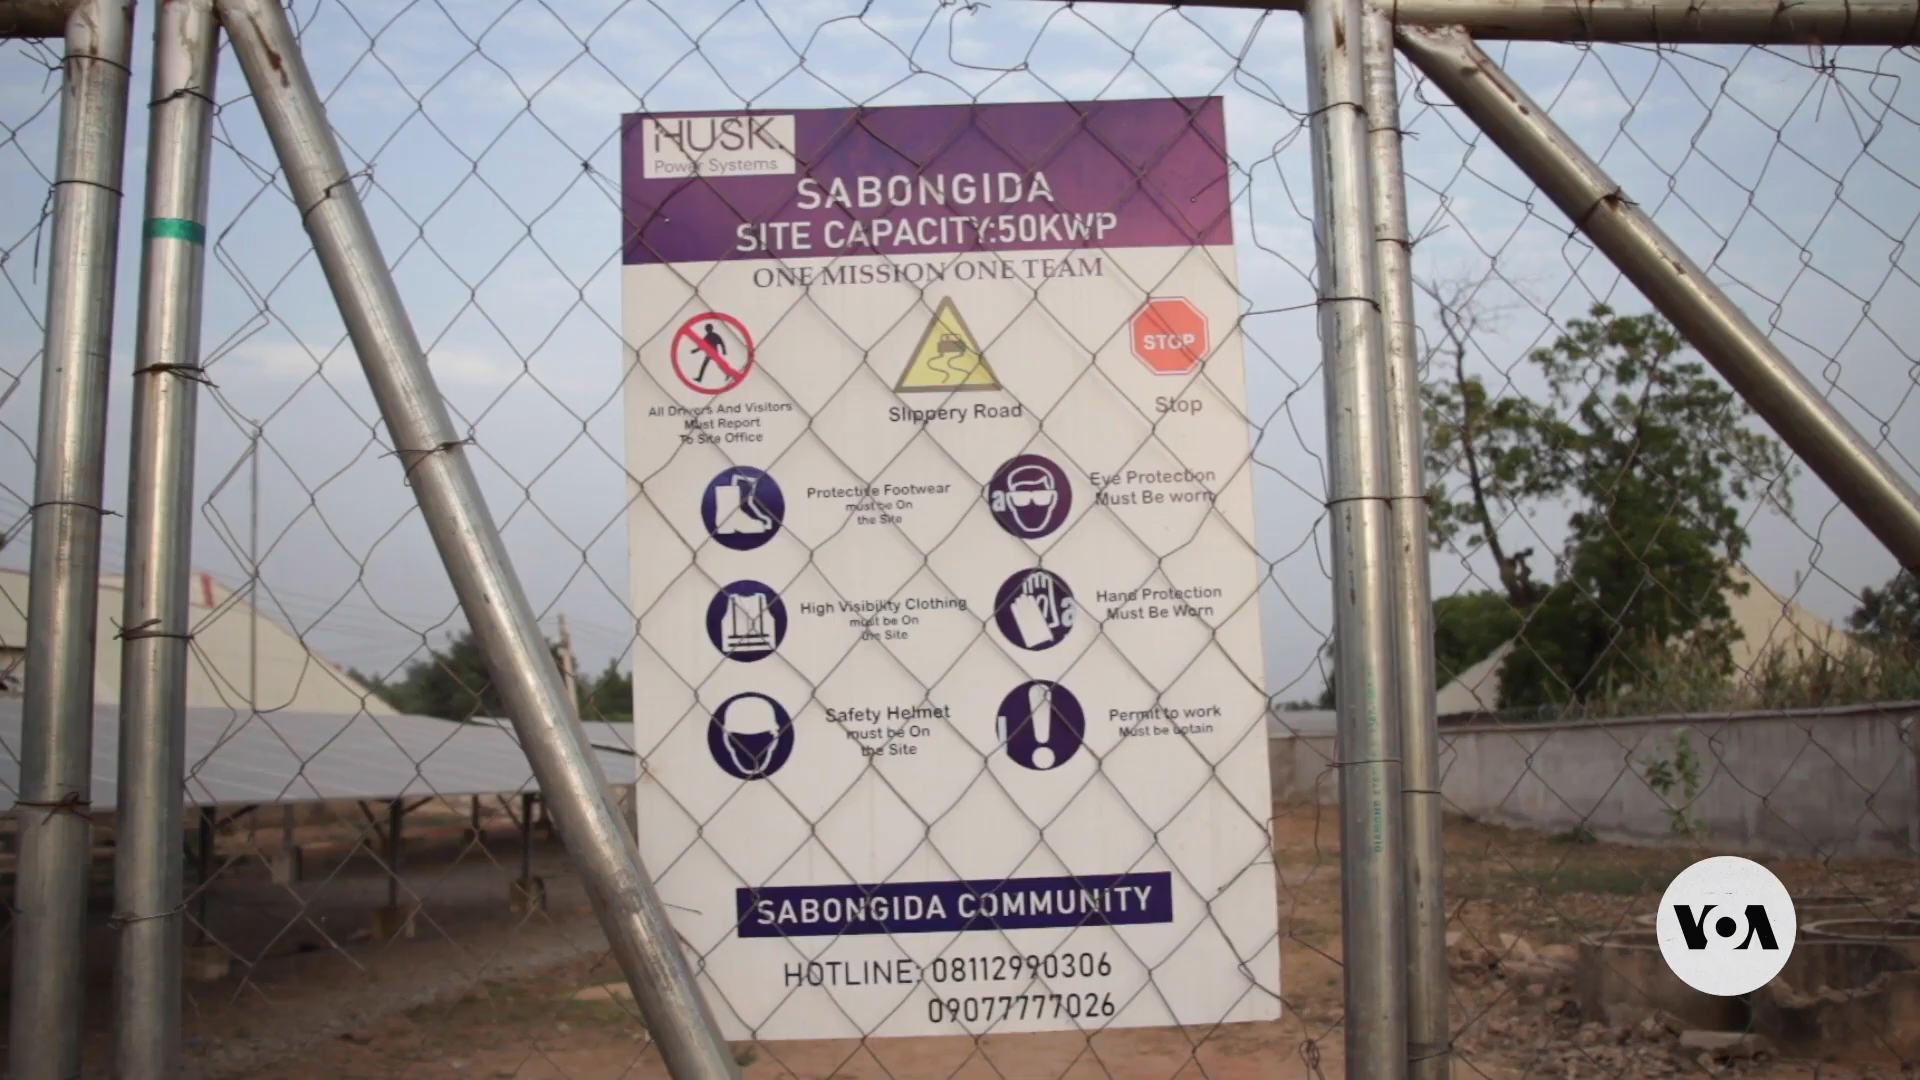 HUSK.
Power Systems
SABONGIDA
SITE CAPACITY:50KWP
ONE MISSION ONE TEAM
STOP
All Drivers And Visitors
Must Report
To Site Office
Slippery Road
Stop
Protective Footwear
must be On
the Site
a
Eye Protection
Must Be worn
High Visibility Clothing
must be On
the Site
a
Hand Protection
Must Be Worn
Safety Helmet
must be On
the Site
Permit to work
Must be obtain
SABONGIDA COMMUNITY
HOTLINE: 08112990306
09077777026
VOA